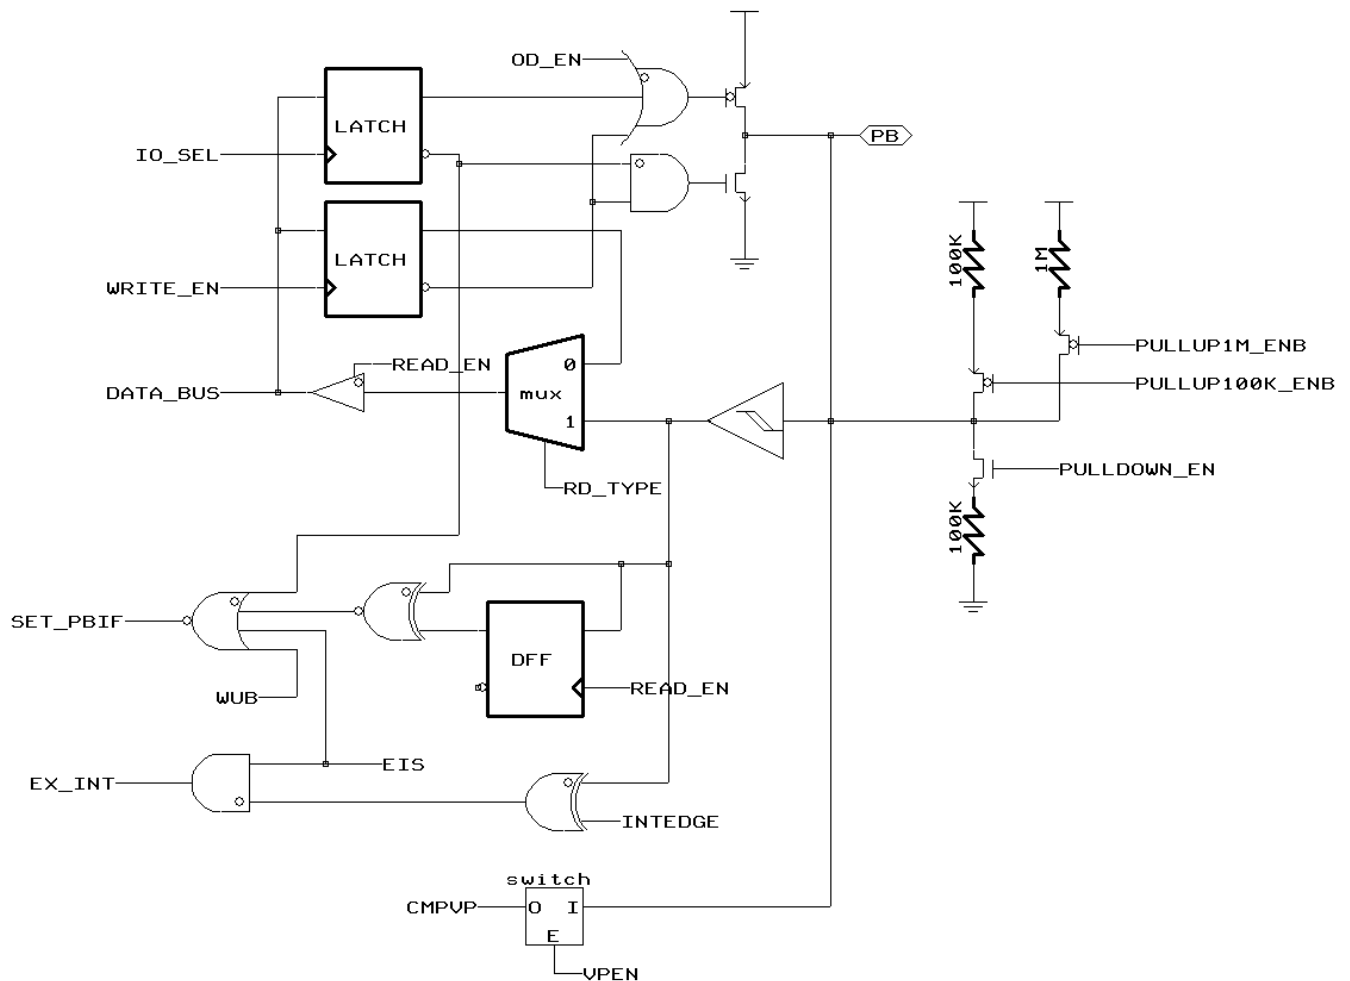 OD_EN
LATCH
IO_SEL
PB
LATCH
WRITE_EN
100K
1M
PULLUP1M_ENB
READ_EN
0
PULLUP100K_ENB
DATA_BUS
mux
1
PULLDOWN_EN
RD_TYPE
100K
SET_PBIF
DFF
READ_EN
WUB
EIS
EX_INT
INTEDGE
switch
CMPVP
O I
E
VPEN